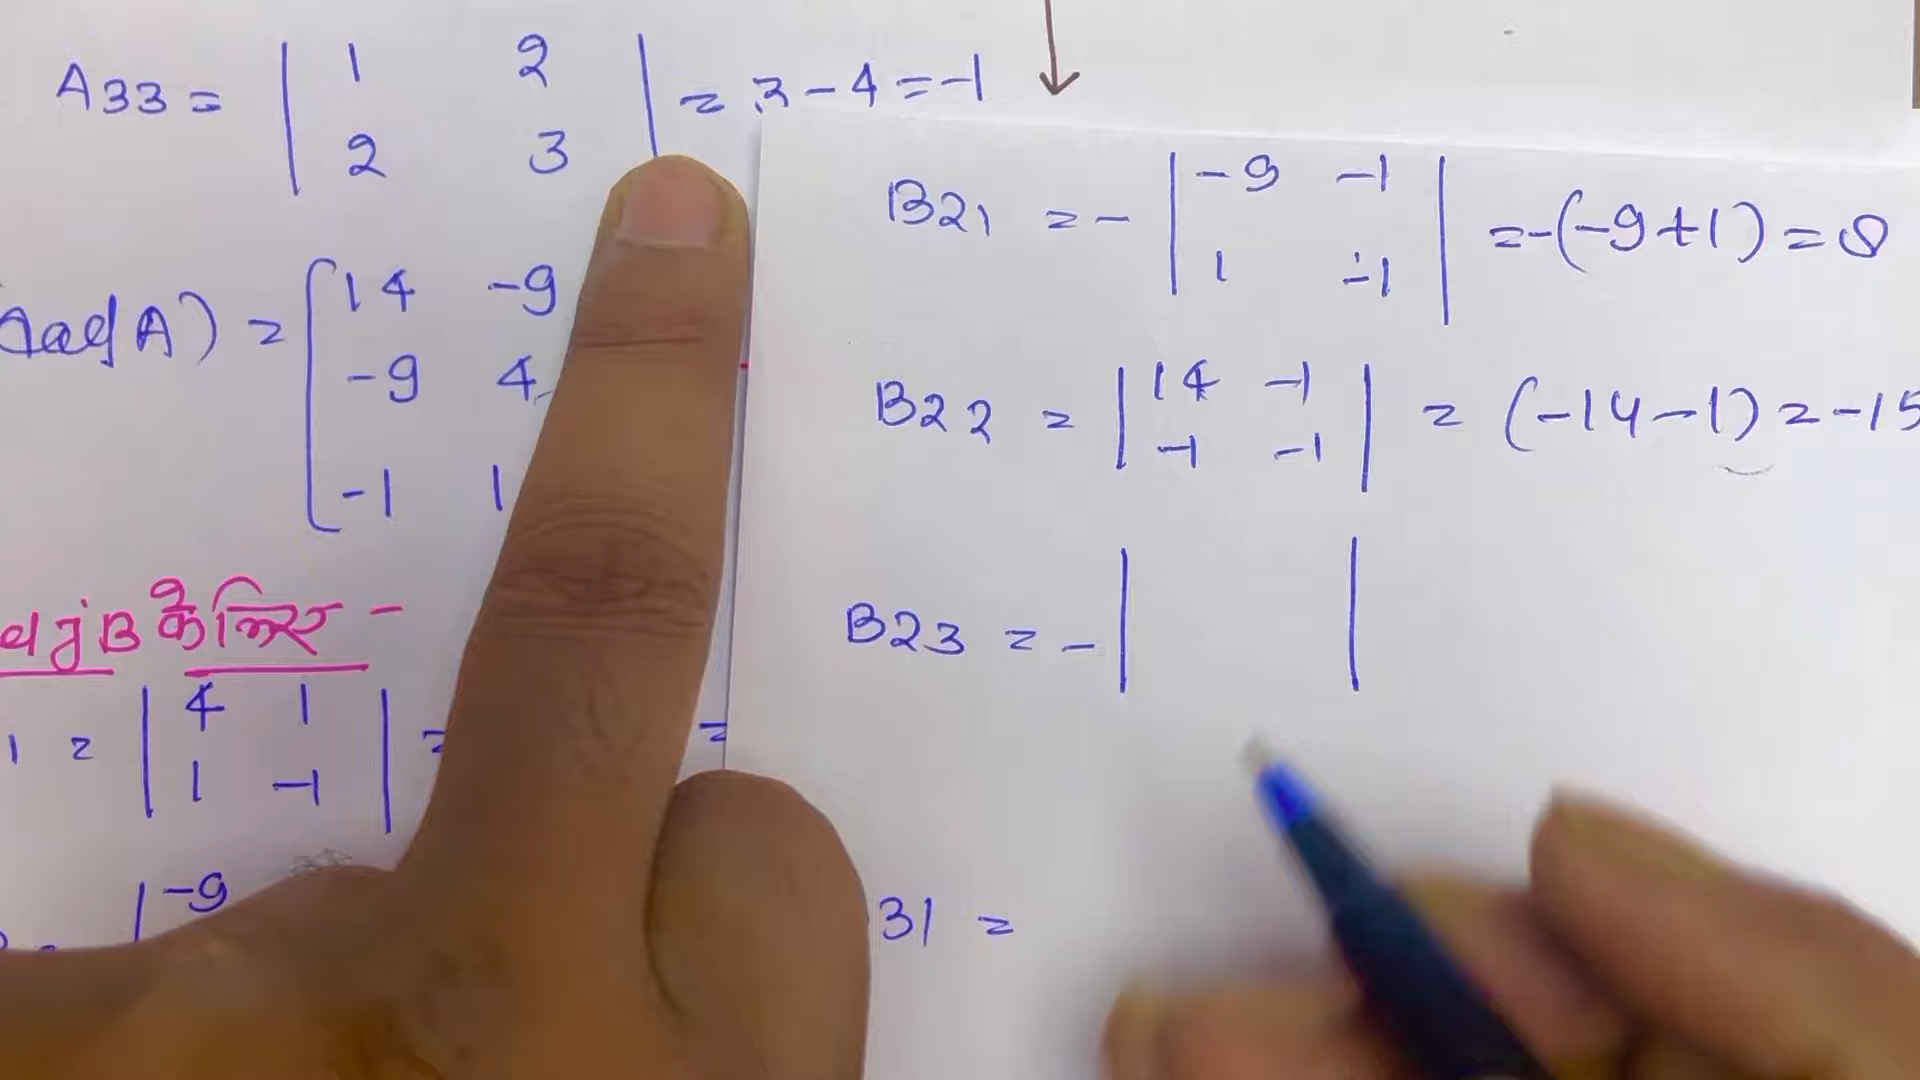 A33 = | 1 2 | = 3 - 4 = -1
| 2 3 |
B21 = - | -9 -1 | = -(-9+1) = 8
| 1 -1 |
(adj A) = [ 14 -9
-9 4
-1 1
B22 = | 14 -1 | = (-14-1) = -15
| -1 -1 |
B23 = - | |
adj B के लिए -
1 = | 4 1 | = =
| 1 -1 |
| -9
31 =